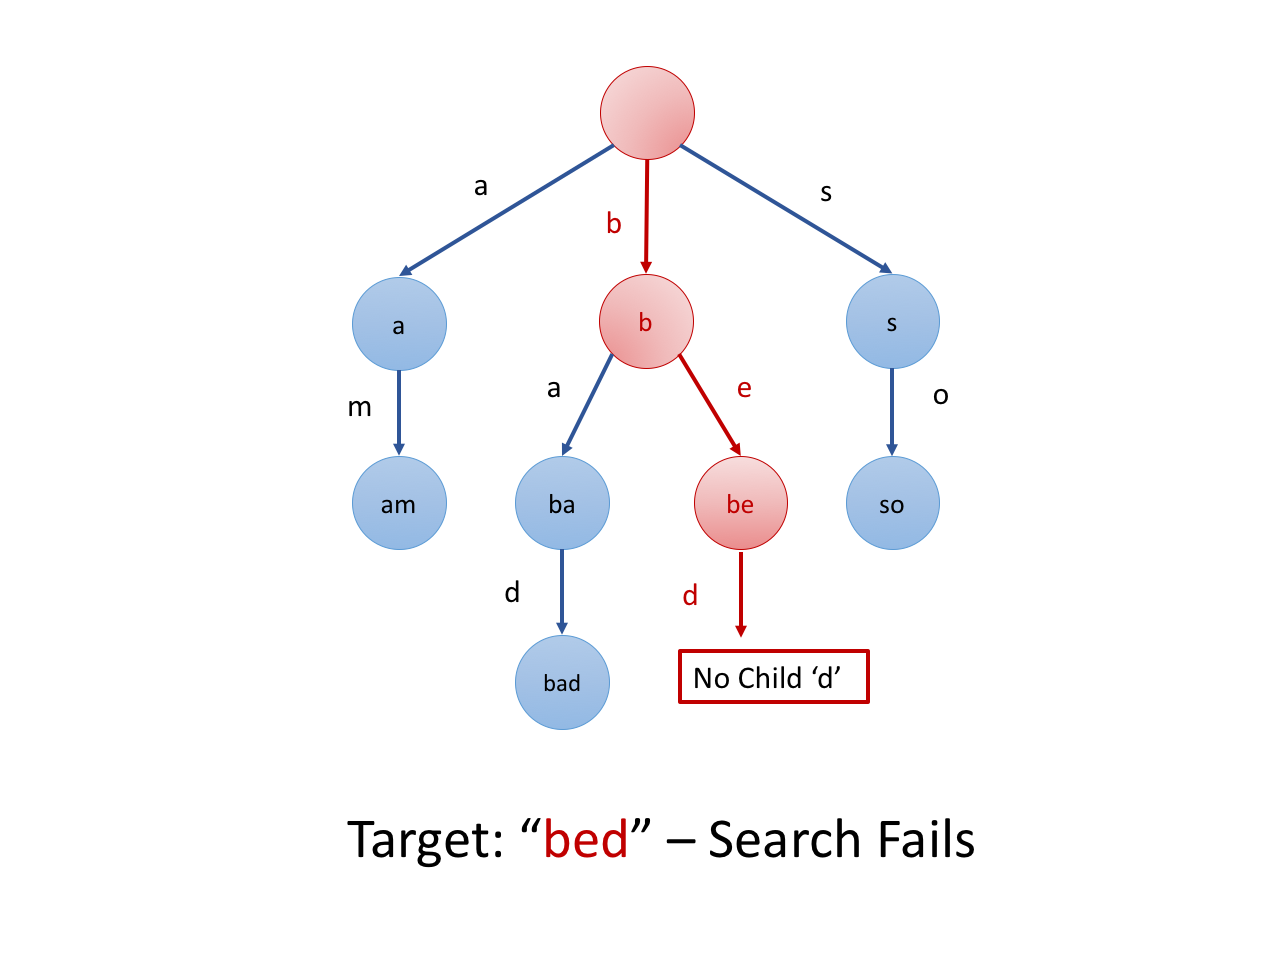 a
s
b
a
b
s
a
e
o
m
am
ba
be
so
d
d
bad
No Child ‘d’
Target: “bed” – Search Fails